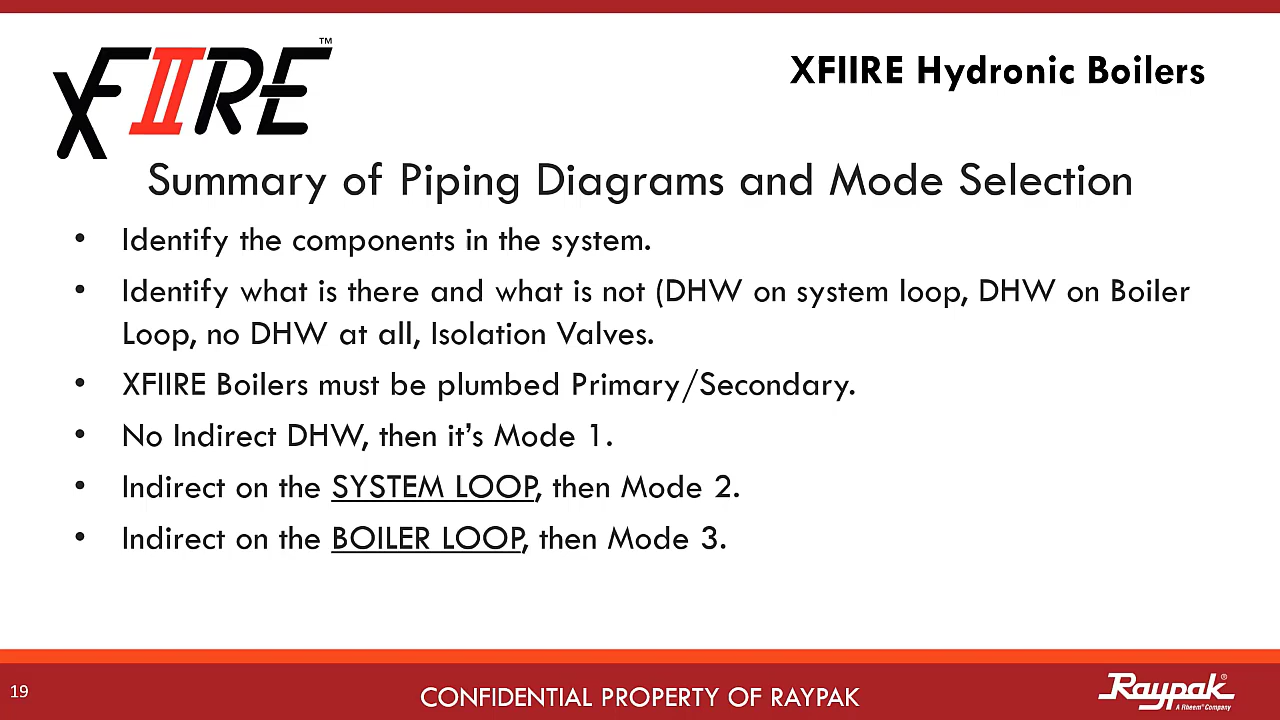 XFIIRE™
XFIIRE Hydronic Boilers
Summary of Piping Diagrams and Mode Selection
• Identify the components in the system.
• Identify what is there and what is not (DHW on system loop, DHW on Boiler
Loop, no DHW at all, Isolation Valves.
• XFIIRE Boilers must be plumbed Primary/Secondary.
• No Indirect DHW, then it’s Mode 1.
• Indirect on the SYSTEM LOOP, then Mode 2.
• Indirect on the BOILER LOOP, then Mode 3.
19
CONFIDENTIAL PROPERTY OF RAYPAK
Raypak®
A Rheem® Company